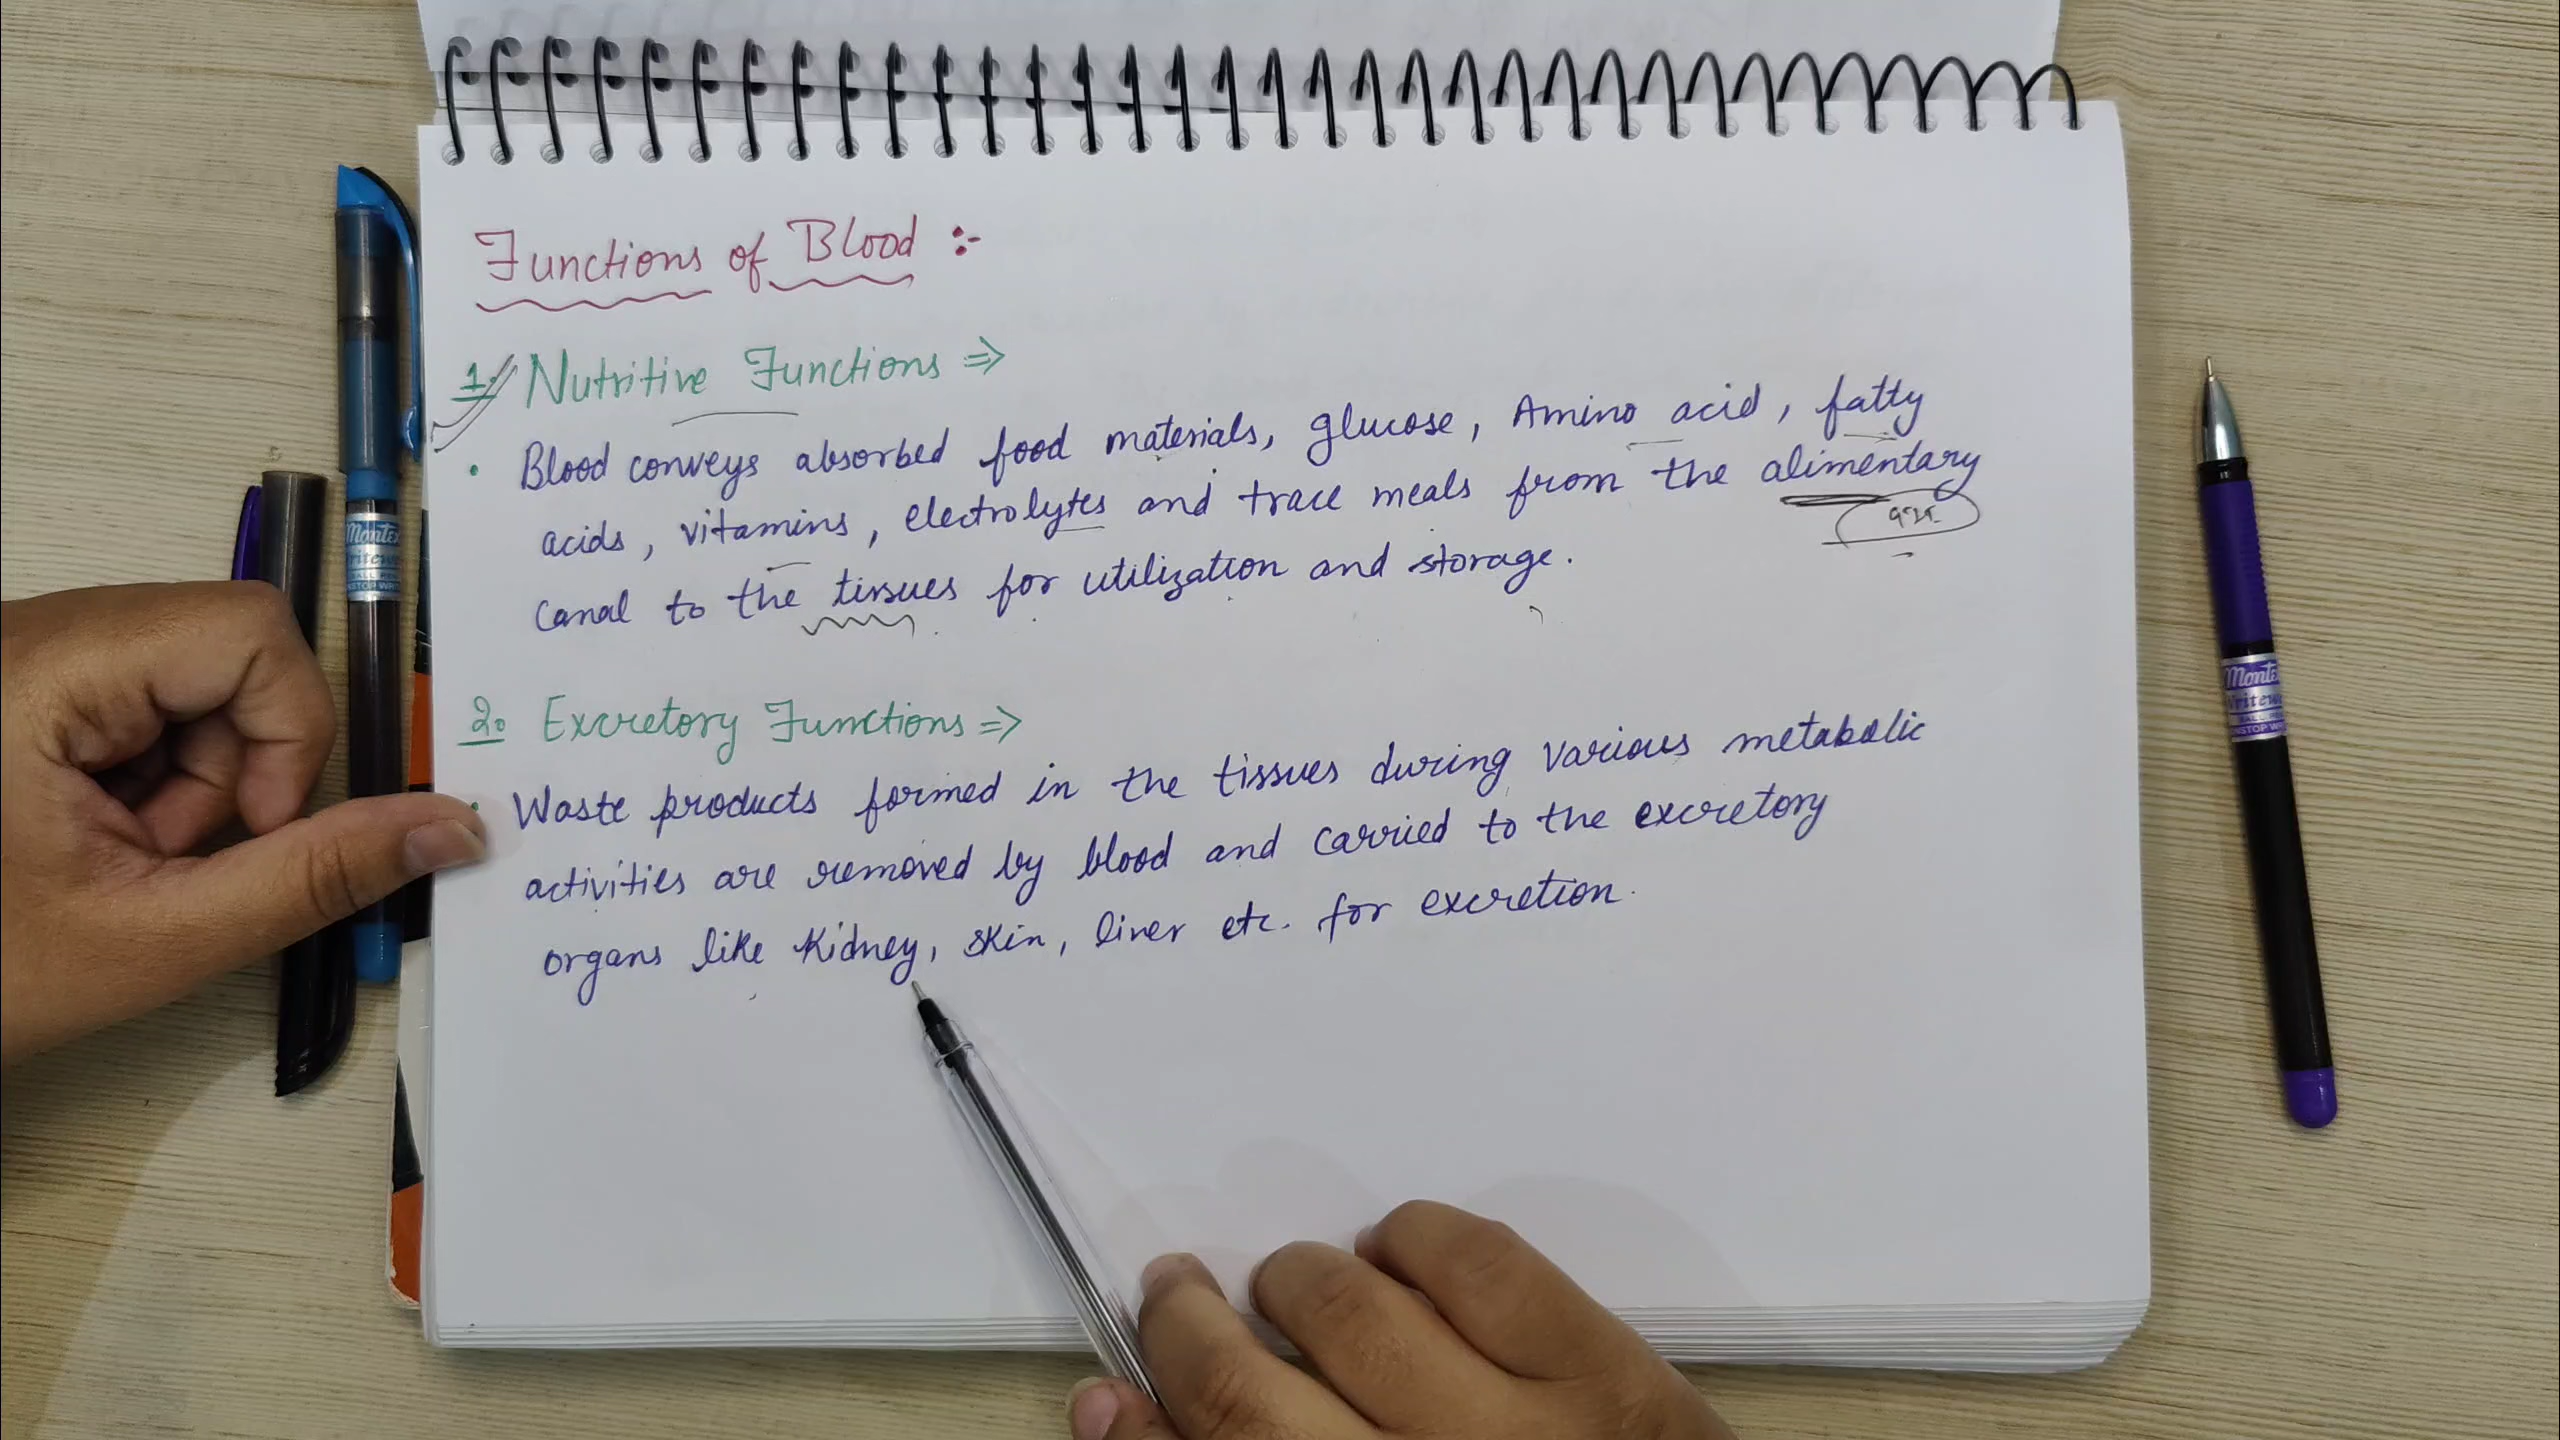 Functions of Blood :-
1. Nutritive Functions ⇒
• Blood conveys absorbed food materials, glucose, Amino acid, fatty
acids, vitamins, electrolytes and trace meals from the alimentary
canal to the tissues for utilization and storage.
2. Excretory Functions ⇒
• Waste products formed in the tissues during various metabolic
activities are removed by blood and carried to the excretory
organs like Kidney, skin, liver etc. for excretion.